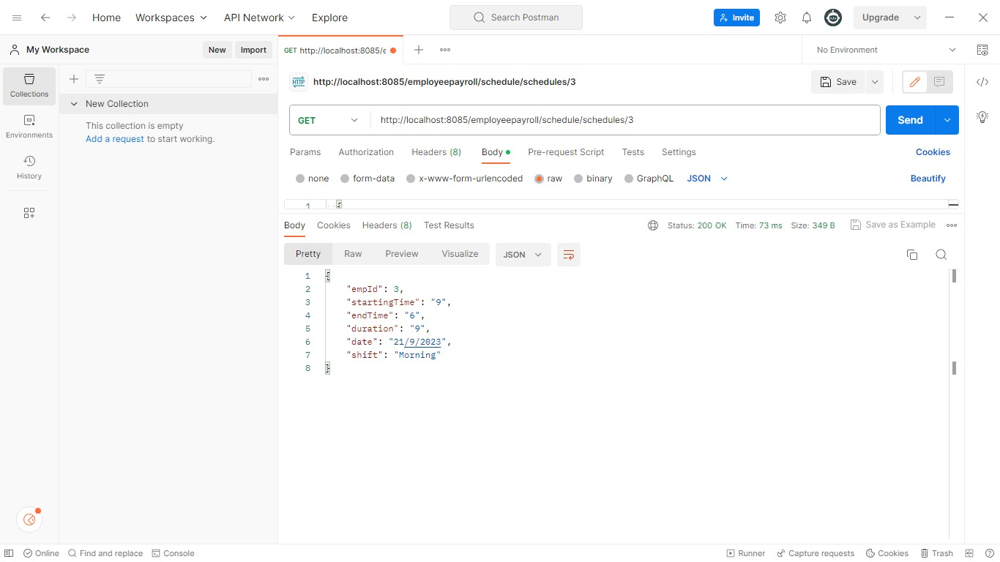 Home Workspaces API Network Explore Search Postman Invite Upgrade
My Workspace New Import GET http://localhost:8085/e No Environment
Collections
Environments
History
New Collection
This collection is empty
Add a request to start working.
HTTP http://localhost:8085/employeepayroll/schedule/schedules/3 Save
GET http://localhost:8085/employeepayroll/schedule/schedules/3 Send
Params Authorization Headers (8) Body Pre-request Script Tests Settings Cookies
none form-data x-www-form-urlencoded raw binary GraphQL JSON Beautify
1 {
Body Cookies Headers (8) Test Results Status: 200 OK Time: 73 ms Size: 349 B Save as Example
Pretty Raw Preview Visualize JSON
1 {
2 "empId": 3,
3 "startingTime": "9",
4 "endTime": "6",
5 "duration": "9",
6 "date": "21/9/2023",
7 "shift": "Morning"
8 }
Online Find and replace Console Runner Capture requests Cookies Trash